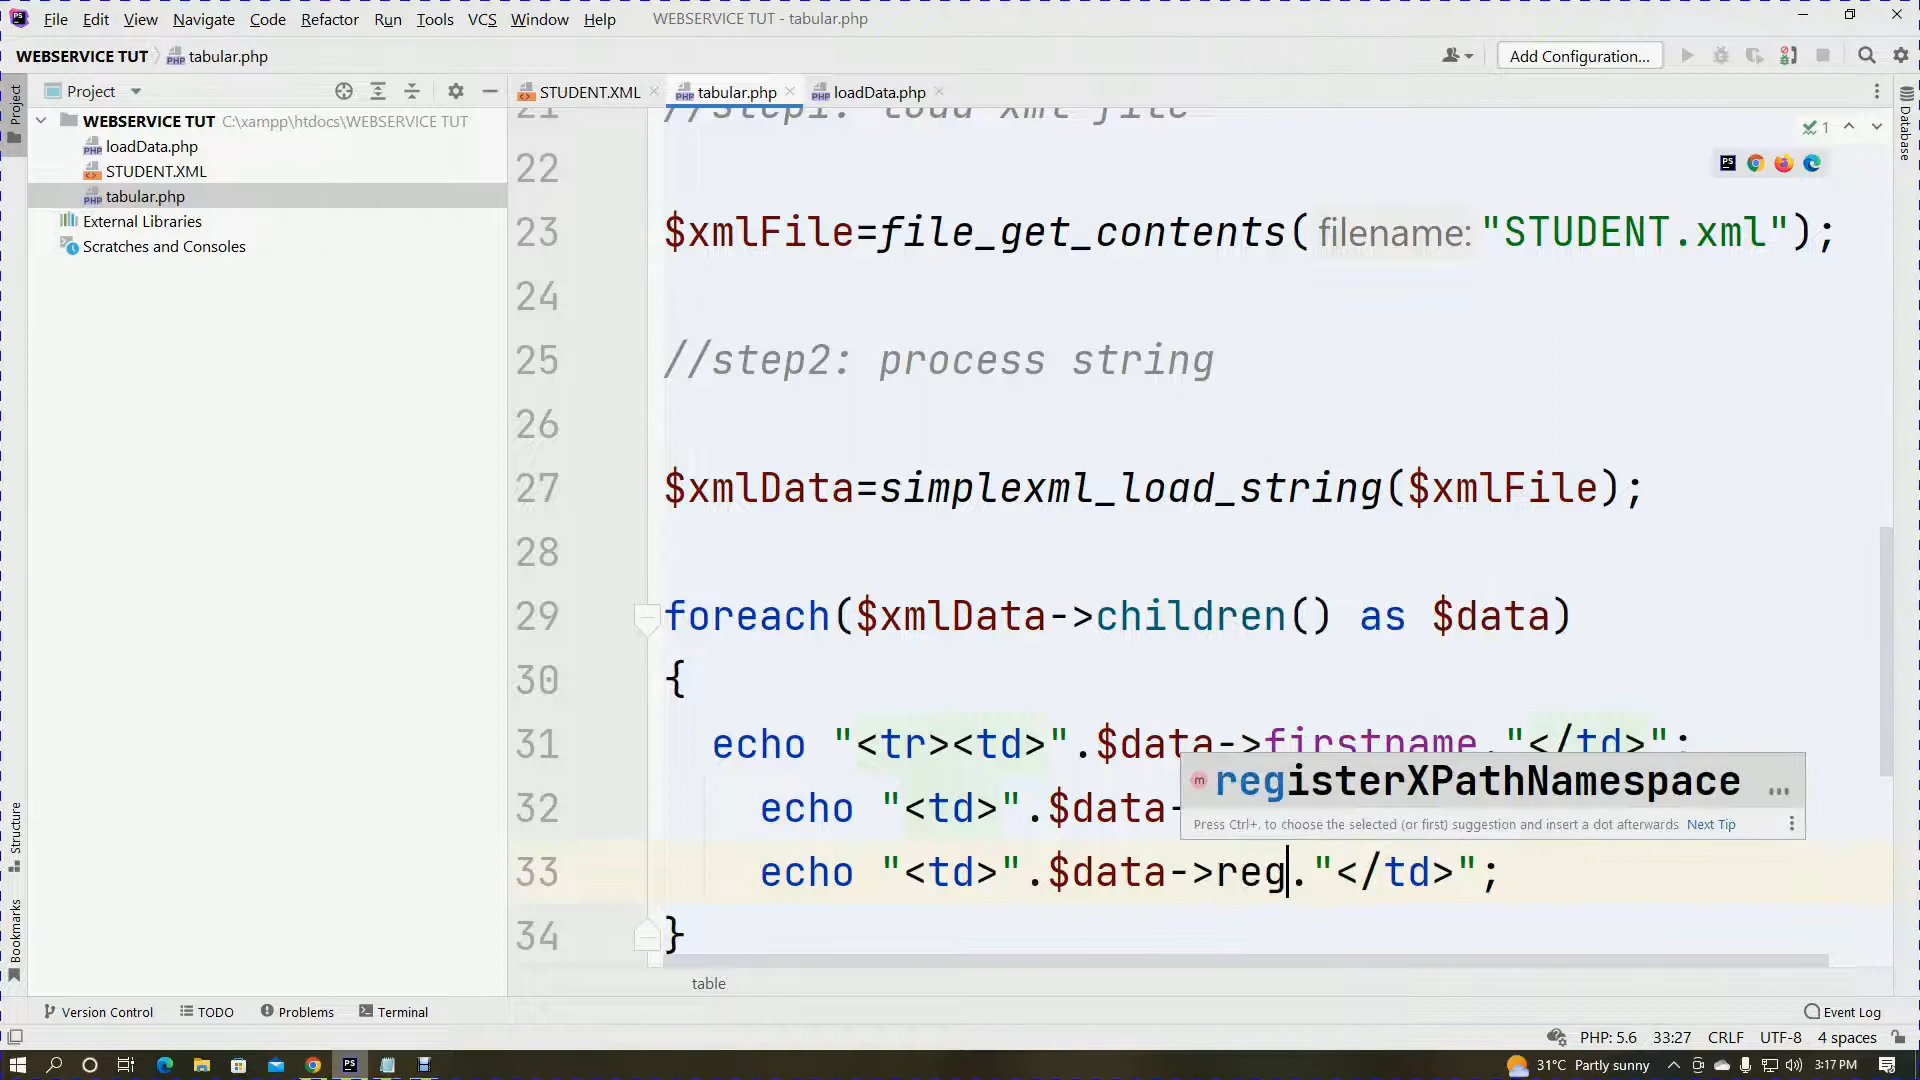 File Edit View Navigate Code Refactor Run Tools VCS Window Help WEBSERVICE TUT - tabular.php
WEBSERVICE TUT tabular.php Add Configuration...
Project STUDENT.XML tabular.php loadData.php
WEBSERVICE TUT C:\xampp\htdocs\WEBSERVICE TUT
loadData.php
STUDENT.XML
tabular.php
External Libraries
Scratches and Consoles
Project
Structure
Bookmarks
Database
1
21 //Step1: load xml file
22
23 $xmlFile=file_get_contents( filename: "STUDENT.xml");
24
25 //step2: process string
26
27 $xmlData=simplexml_load_string($xmlFile);
28
29 foreach($xmlData->children() as $data)
30 {
31 echo "<tr><td>".$data->firstname."</td>";
32 echo "<td>".$data-
33 echo "<td>".$data->reg."</td>";
34 }
m registerXPathNamespace ...
Press Ctrl+. to choose the selected (or first) suggestion and insert a dot afterwards Next Tip
table
Version Control TODO Problems Terminal Event Log
PHP: 5.6 33:27 CRLF UTF-8 4 spaces
31°C Partly sunny 3:17 PM